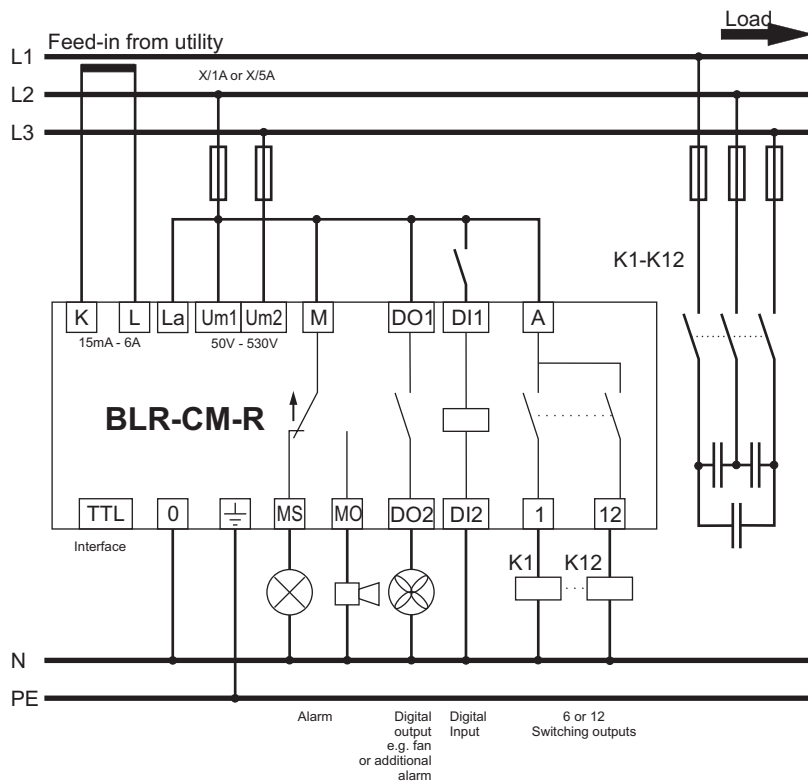 Load
Feed-in from utility
L1
X/1A or X/5A
L2
L3
K1-K12
K L La Um1 Um2 M DO1 DI1 A
15mA - 6A 50V - 530V
BLR-CM-R
TTL 0 MS MO DO2 DI2 1 12
Interface
K1 K12
N
PE
Alarm
Digital
output
e.g. fan
or additional
alarm
Digital
Input
6 or 12
Switching outputs